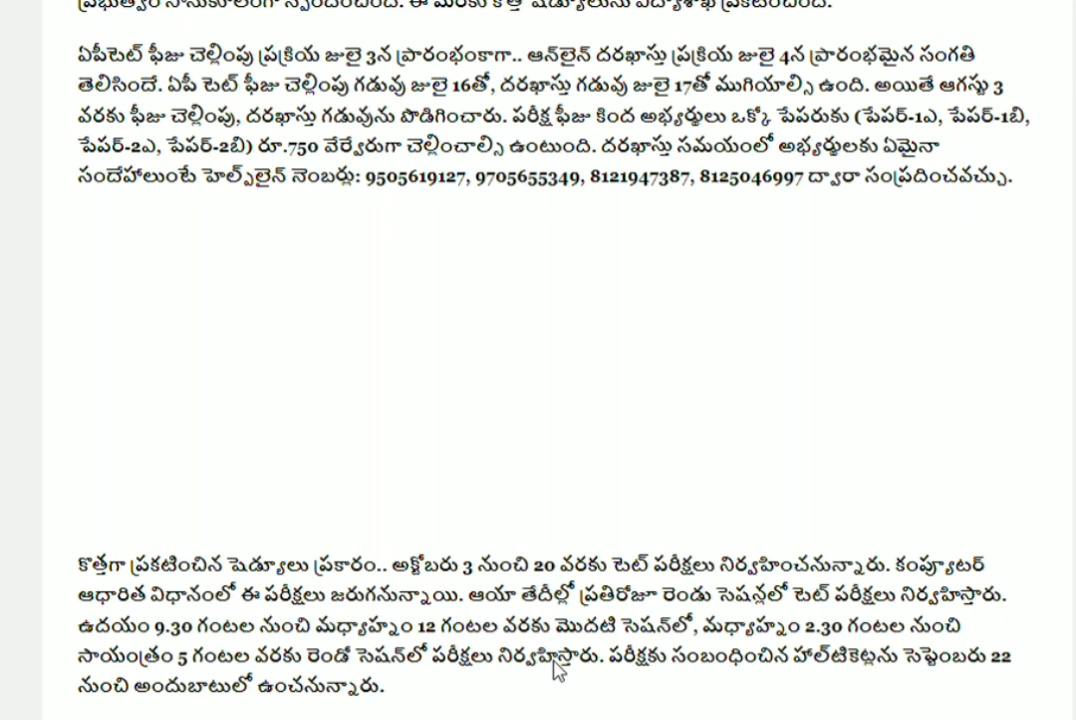 ప్రభుత్వం సానుకూలంగా స్పందించింది. ఈ మేరకు కొత్త షెడ్యూలును విద్యాశాఖ ప్రకటించింది.
ఏపీటెట్ ఫీజు చెల్లింపు ప్రక్రియ జులై 3న ప్రారంభంకాగా.. ఆన్‌లైన్ దరఖాస్తు ప్రక్రియ జులై 4న ప్రారంభమైన సంగతి
తెలిసిందే. ఏపీ టెట్ ఫీజు చెల్లింపు గడువు జులై 16తో, దరఖాస్తు గడువు జులై 17తో ముగియాల్సి ఉంది. అయితే ఆగస్టు 3
వరకు ఫీజు చెల్లింపు, దరఖాస్తు గడువును పొడిగించారు. పరీక్ష ఫీజు కింద అభ్యర్థులు ఒక్కో పేపరుకు (పేపర్-1ఎ, పేపర్-1బి,
పేపర్-2ఎ, పేపర్-2బి) రూ.750 వేర్వేరుగా చెల్లించాల్సి ఉంటుంది. దరఖాస్తు సమయంలో అభ్యర్థులకు ఏమైనా
సందేహాలుంటే హెల్ప్‌లైన్ నెంబర్లు: 9505619127, 9705655349, 8121947387, 8125046997 ద్వారా సంప్రదించవచ్చు.
కొత్తగా ప్రకటించిన షెడ్యూలు ప్రకారం.. అక్టోబరు 3 నుంచి 20 వరకు టెట్ పరీక్షలు నిర్వహించనున్నారు. కంప్యూటర్
ఆధారిత విధానంలో ఈ పరీక్షలు జరుగనున్నాయి. ఆయా తేదీల్లో ప్రతిరోజూ రెండు సెషన్లలో టెట్ పరీక్షలు నిర్వహిస్తారు.
ఉదయం 9.30 గంటల నుంచి మధ్యాహ్నం 12 గంటల వరకు మొదటి సెషన్‌లో, మధ్యాహ్నం 2.30 గంటల నుంచి
సాయంత్రం 5 గంటల వరకు రెండో సెషన్‌లో పరీక్షలు నిర్వహిస్తారు. పరీక్షకు సంబంధించిన హాల్‌టికెట్లను సెప్టెంబరు 22
నుంచి అందుబాటులో ఉంచనున్నారు.